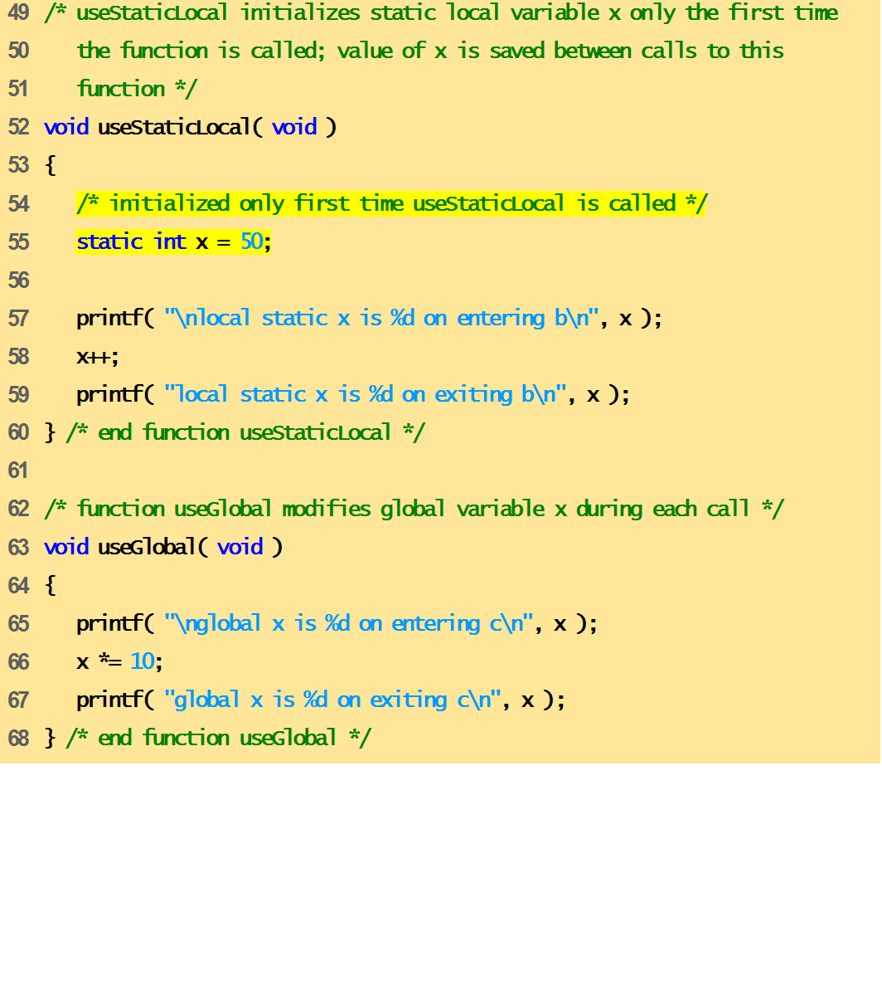 49 /* useStaticLocal initializes static local variable x only the first time
50 the function is called; value of x is saved between calls to this
51 function */
52 void useStaticLocal( void )
53 {
54 /* initialized only first time useStaticLocal is called */
55 static int x = 50;
56
57 printf( "\nlocal static x is %d on entering b\n", x );
58 x++;
59 printf( "local static x is %d on exiting b\n", x );
60 } /* end function useStaticLocal */
61
62 /* function useGlobal modifies global variable x during each call */
63 void useGlobal( void )
64 {
65 printf( "\nglobal x is %d on entering c\n", x );
66 x *= 10;
67 printf( "global x is %d on exiting c\n", x );
68 } /* end function useGlobal */